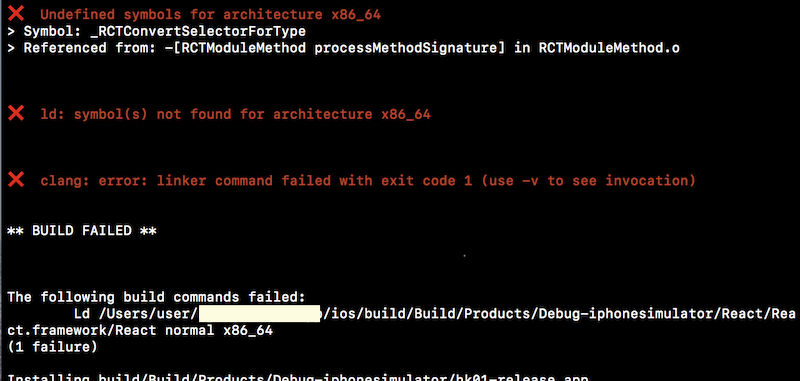 ❌ Undefined symbols for architecture x86_64
> Symbol: _RCTConvertSelectorForType
> Referenced from: -[RCTModuleMethod processMethodSignature] in RCTModuleMethod.o
❌ ld: symbol(s) not found for architecture x86_64
❌ clang: error: linker command failed with exit code 1 (use -v to see invocation)
** BUILD FAILED **
The following build commands failed:
Ld /Users/user/ /ios/build/Build/Products/Debug-iphonesimulator/React/Rea
ct.framework/React normal x86_64
(1 failure)
Installing build/Build/Products/Debug-iphonesimulator/hk01-release.app